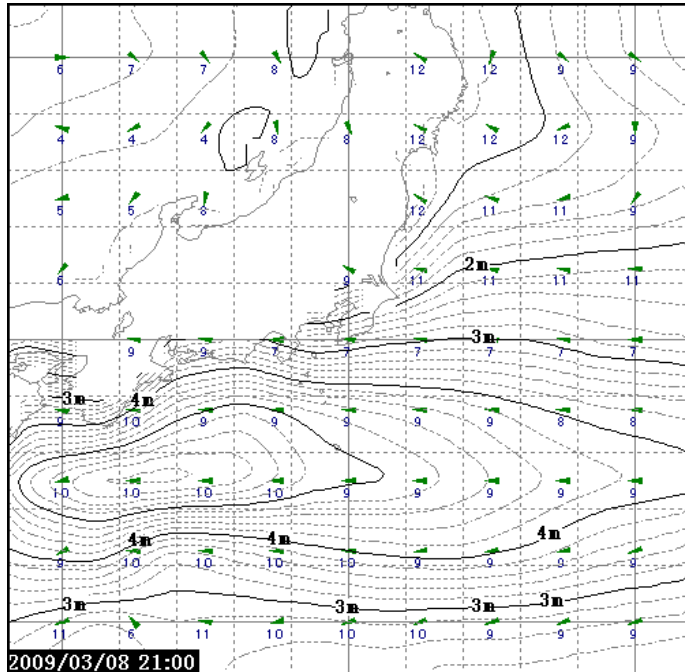 6 7 7 8 12 12 9 9
4 4 4 8 8 12 12 9 9
5 5 8 12 11 11 9
2m
6 9 11 11 11 11
3m
9 9 7 7 7 7 7 7
3m 4m
9 10 9 9 9 9 8 8
10 10 10 10 9 9 9 9 9
4m 4m 4m
9 10 10 10 9 9 9 9 9
3m 3m 3m 3m
11 6 11 10 10 10 9 9 9
2009/03/08 21:00